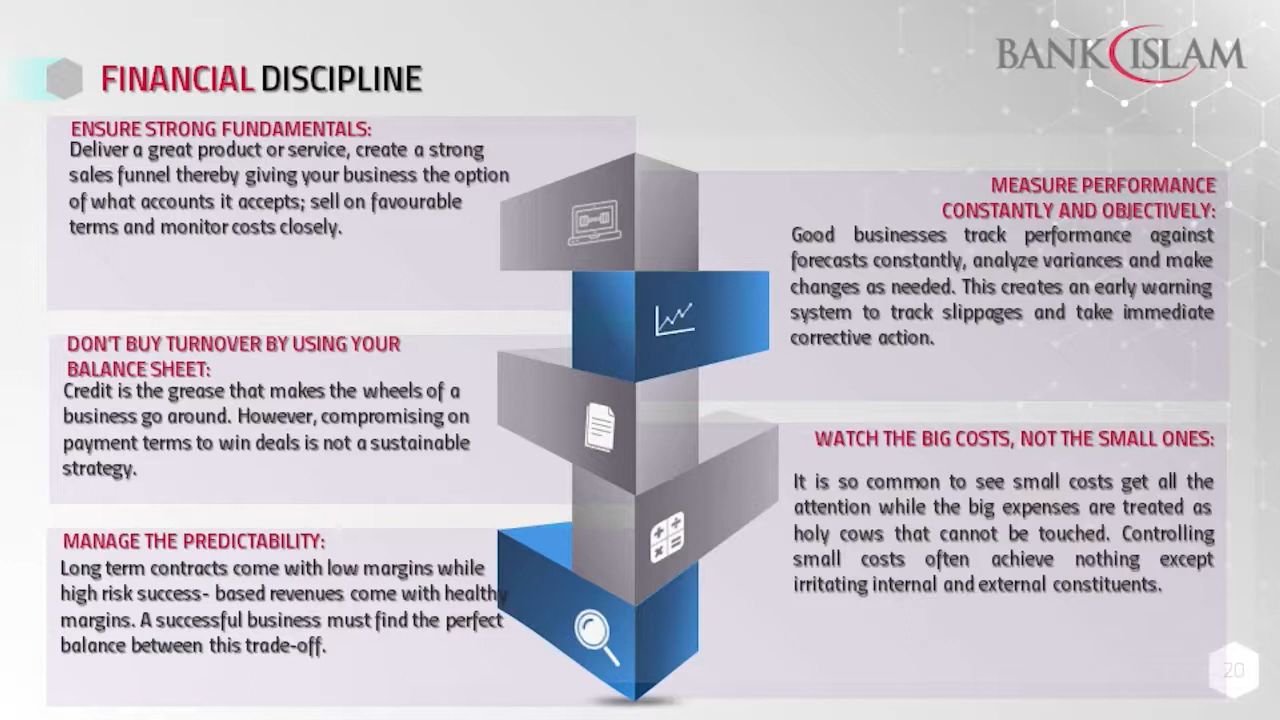 BANK ISLAM
FINANCIAL DISCIPLINE
ENSURE STRONG FUNDAMENTALS:
Deliver a great product or service, create a strong
sales funnel thereby giving your business the option
of what accounts it accepts; sell on favourable
terms and monitor costs closely.
MEASURE PERFORMANCE
CONSTANTLY AND OBJECTIVELY:
Good businesses track performance against
forecasts constantly, analyze variances and make
changes as needed. This creates an early warning
system to track slippages and take immediate
corrective action.
DON'T BUY TURNOVER BY USING YOUR
BALANCE SHEET:
Credit is the grease that makes the wheels of a
business go around. However, compromising on
payment terms to win deals is not a sustainable
strategy.
WATCH THE BIG COSTS, NOT THE SMALL ONES:
It is so common to see small costs get all the
attention while the big expenses are treated as
holy cows that cannot be touched. Controlling
small costs often achieve nothing except
irritating internal and external constituents.
MANAGE THE PREDICTABILITY:
Long term contracts come with low margins while
high risk success- based revenues come with healthy
margins. A successful business must find the perfect
balance between this trade-off.
20